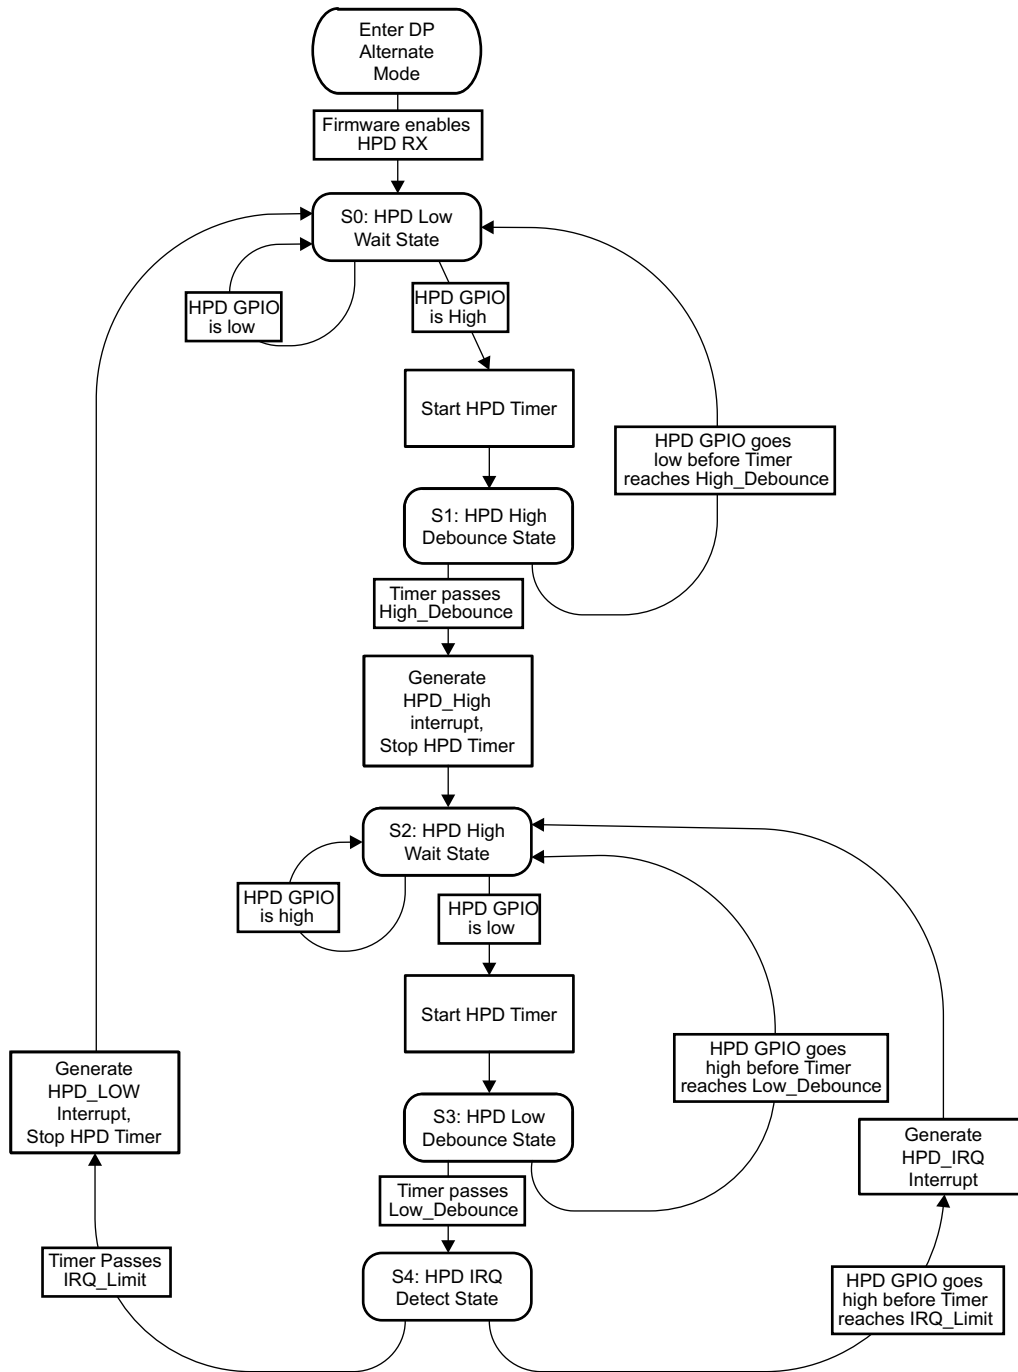 Enter DP
Alternate
Mode
Firmware enables
HPD RX
S0: HPD Low
Wait State
HPD GPIO
is low
HPD GPIO
is High
Start HPD Timer
HPD GPIO goes
low before Timer
reaches High_Debounce
S1: HPD High
Debounce State
Timer passes
High_Debounce
Generate
HPD_High
interrupt,
Stop HPD Timer
S2: HPD High
Wait State
HPD GPIO
is high
HPD GPIO
is low
Start HPD Timer
HPD GPIO goes
high before Timer
reaches Low_Debounce
Generate
HPD_LOW
Interrupt,
Stop HPD Timer
S3: HPD Low
Debounce State
Generate
HPD_IRQ
Interrupt
Timer passes
Low_Debounce
Timer Passes
IRQ_Limit
S4: HPD IRQ
Detect State
HPD GPIO goes
high before Timer
reaches IRQ_Limit